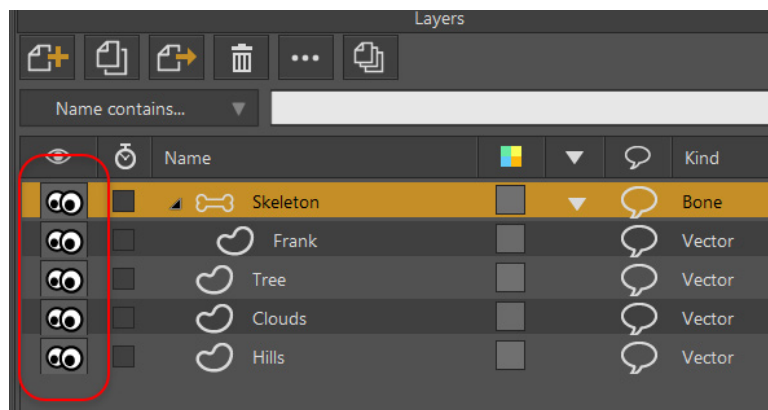 Layers
Name contains...
Name Kind
Skeleton Bone
Frank Vector
Tree Vector
Clouds Vector
Hills Vector